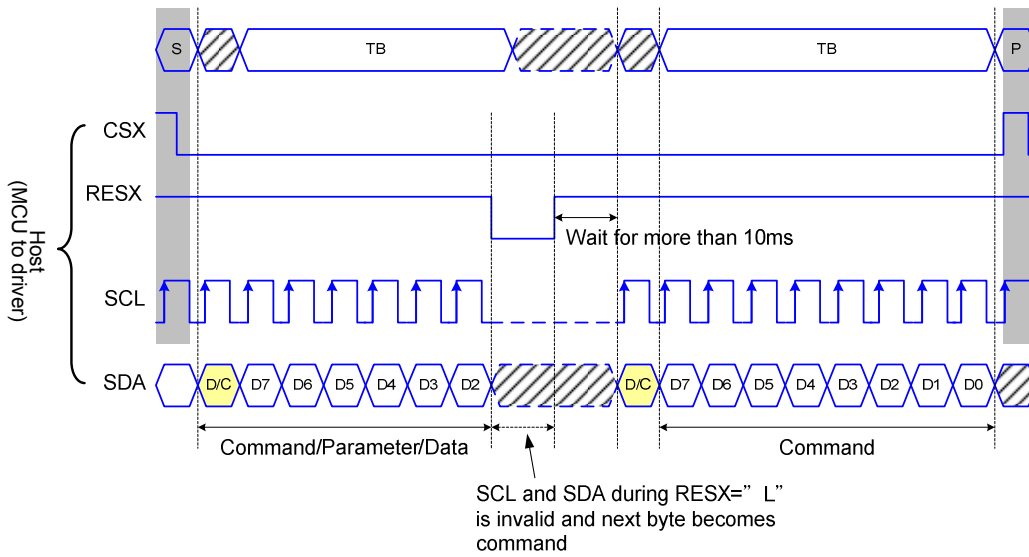 S TB TB P
CSX
RESX
Wait for more than 10ms
Host
(MCU to driver)
SCL
SDA D/C D7 D6 D5 D4 D3 D2 D/C D7 D6 D5 D4 D3 D2 D1 D0
Command/Parameter/Data Command
SCL and SDA during RESX=” L”
is invalid and next byte becomes
command